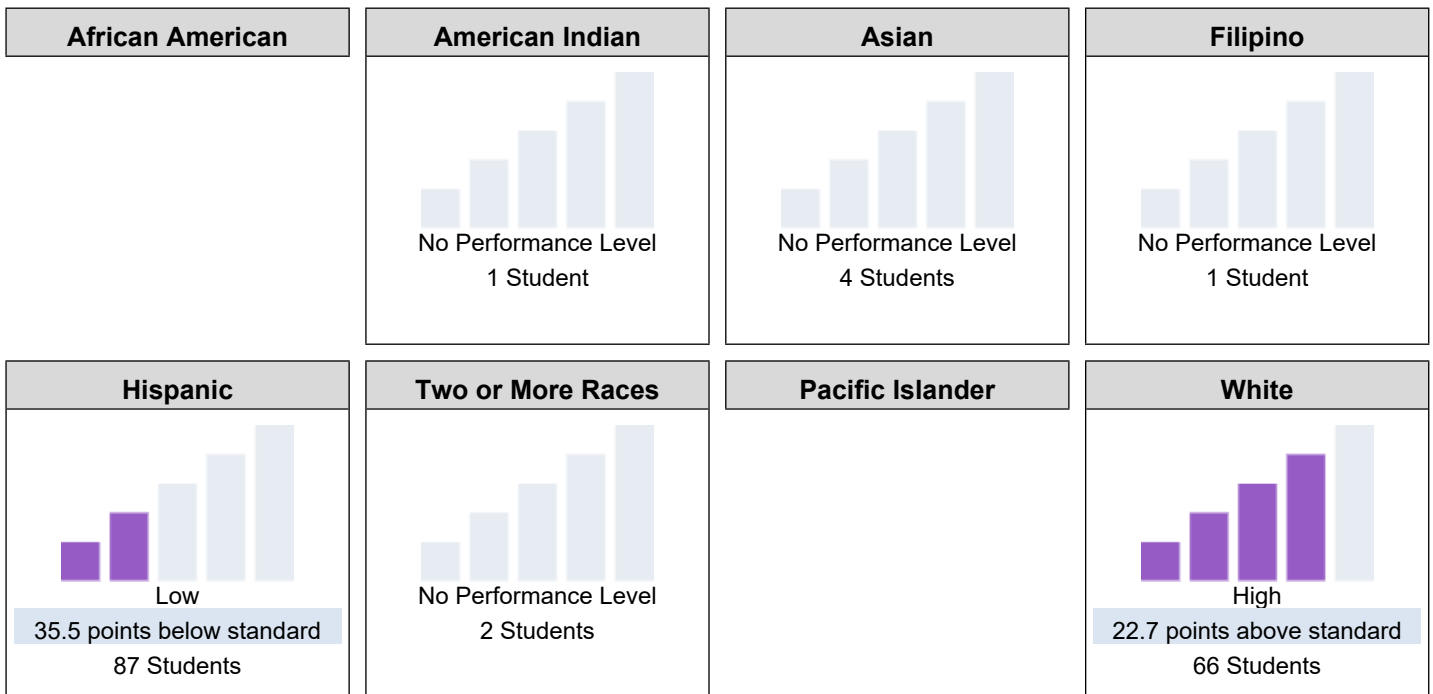 African American
American Indian
No Performance Level
1 Student
Asian
No Performance Level
4 Students
Filipino
No Performance Level
1 Student
Hispanic
Low
35.5 points below standard
87 Students
Two or More Races
No Performance Level
2 Students
Pacific Islander
White
High
22.7 points above standard
66 Students